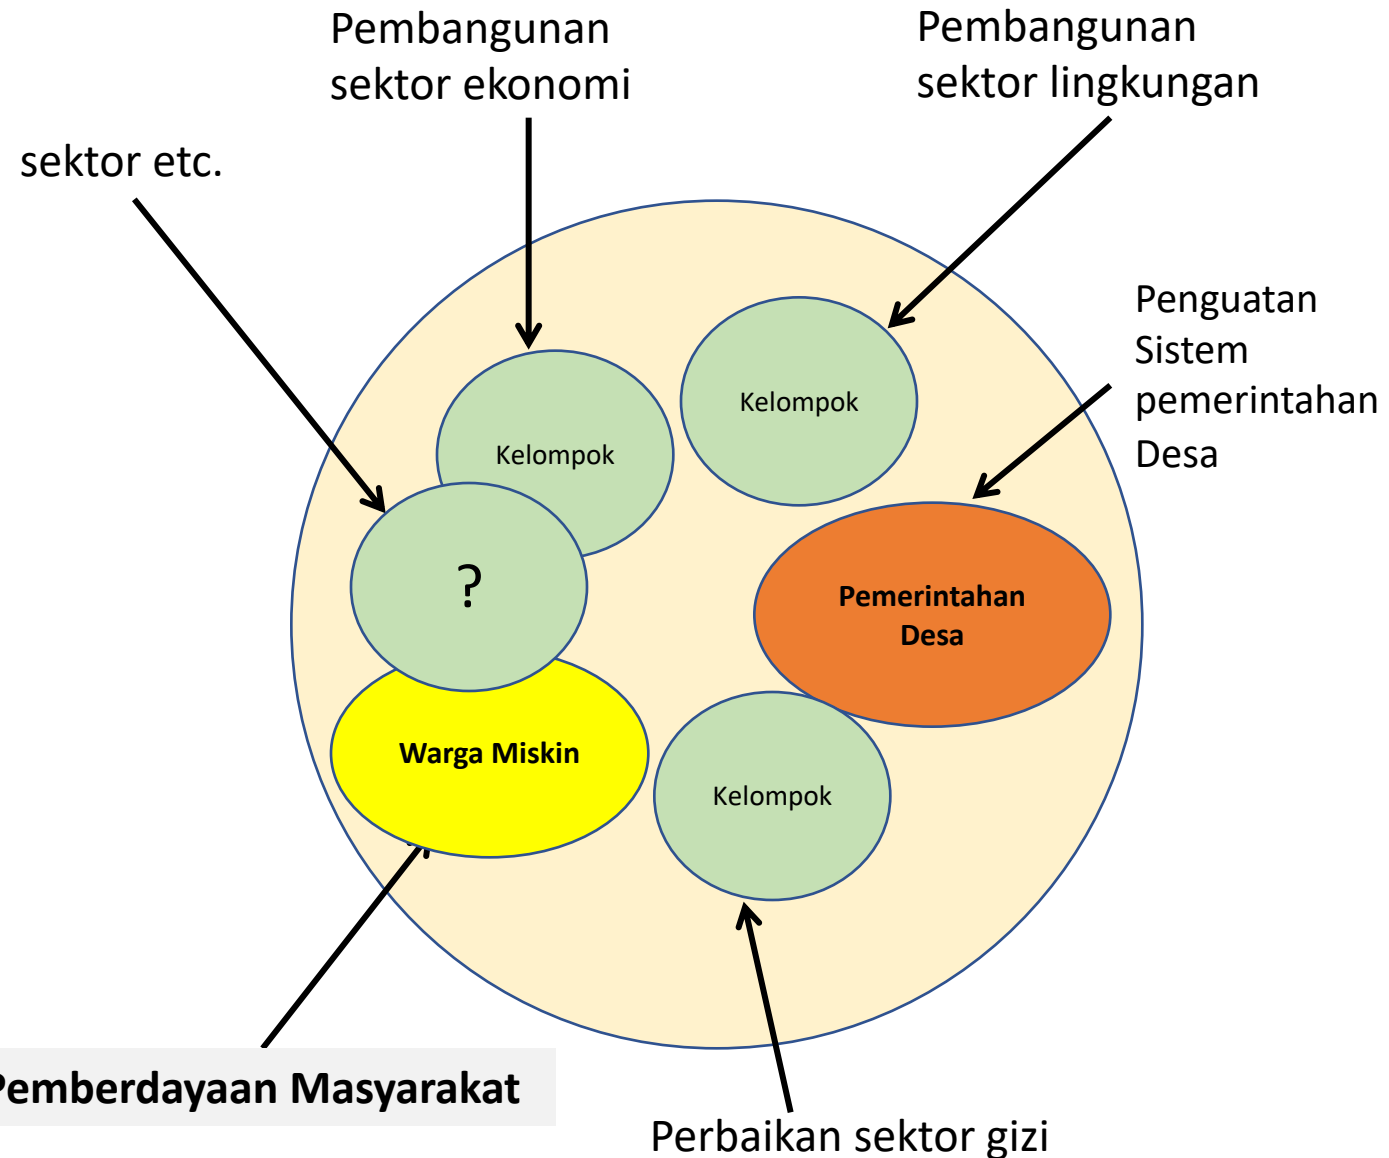 Pembangunan
sektor ekonomi
Pembangunan
sektor lingkungan
sektor etc.
Penguatan
Sistem
pemerintahan
Desa
Kelompok
Kelompok
?
Pemerintahan
Desa
Warga Miskin
Kelompok
Pemberdayaan Masyarakat
Perbaikan sektor gizi